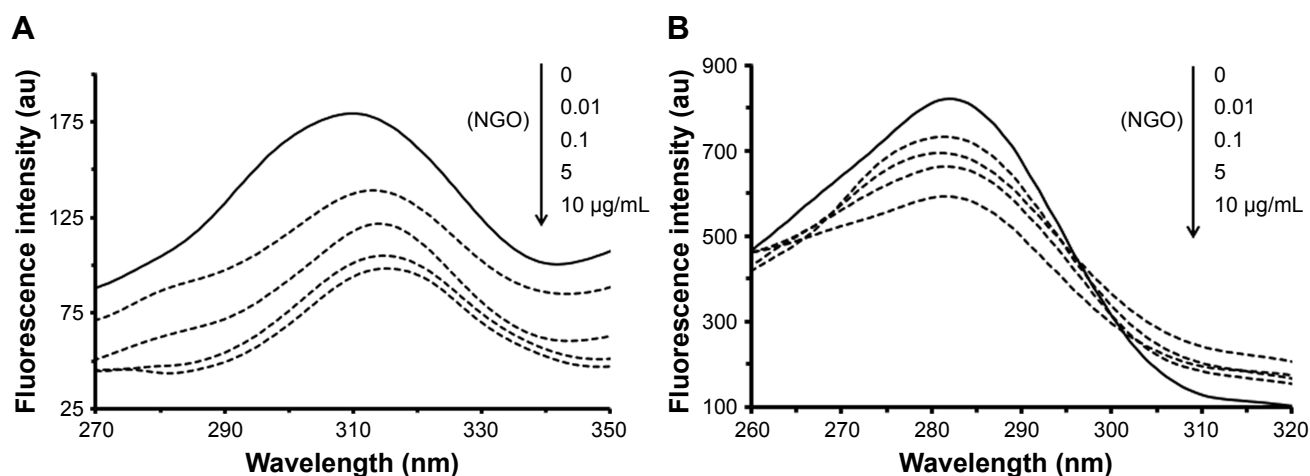 A
Fluorescence intensity (au)
175
125
75
25
270
290
310
330
350
Wavelength (nm)
(NGO)
0
0.01
0.1
5
10 µg/mL
B
Fluorescence intensity (au)
900
700
500
300
100
260
270
280
290
300
310
320
Wavelength (nm)
(NGO)
0
0.01
0.1
5
10 µg/mL